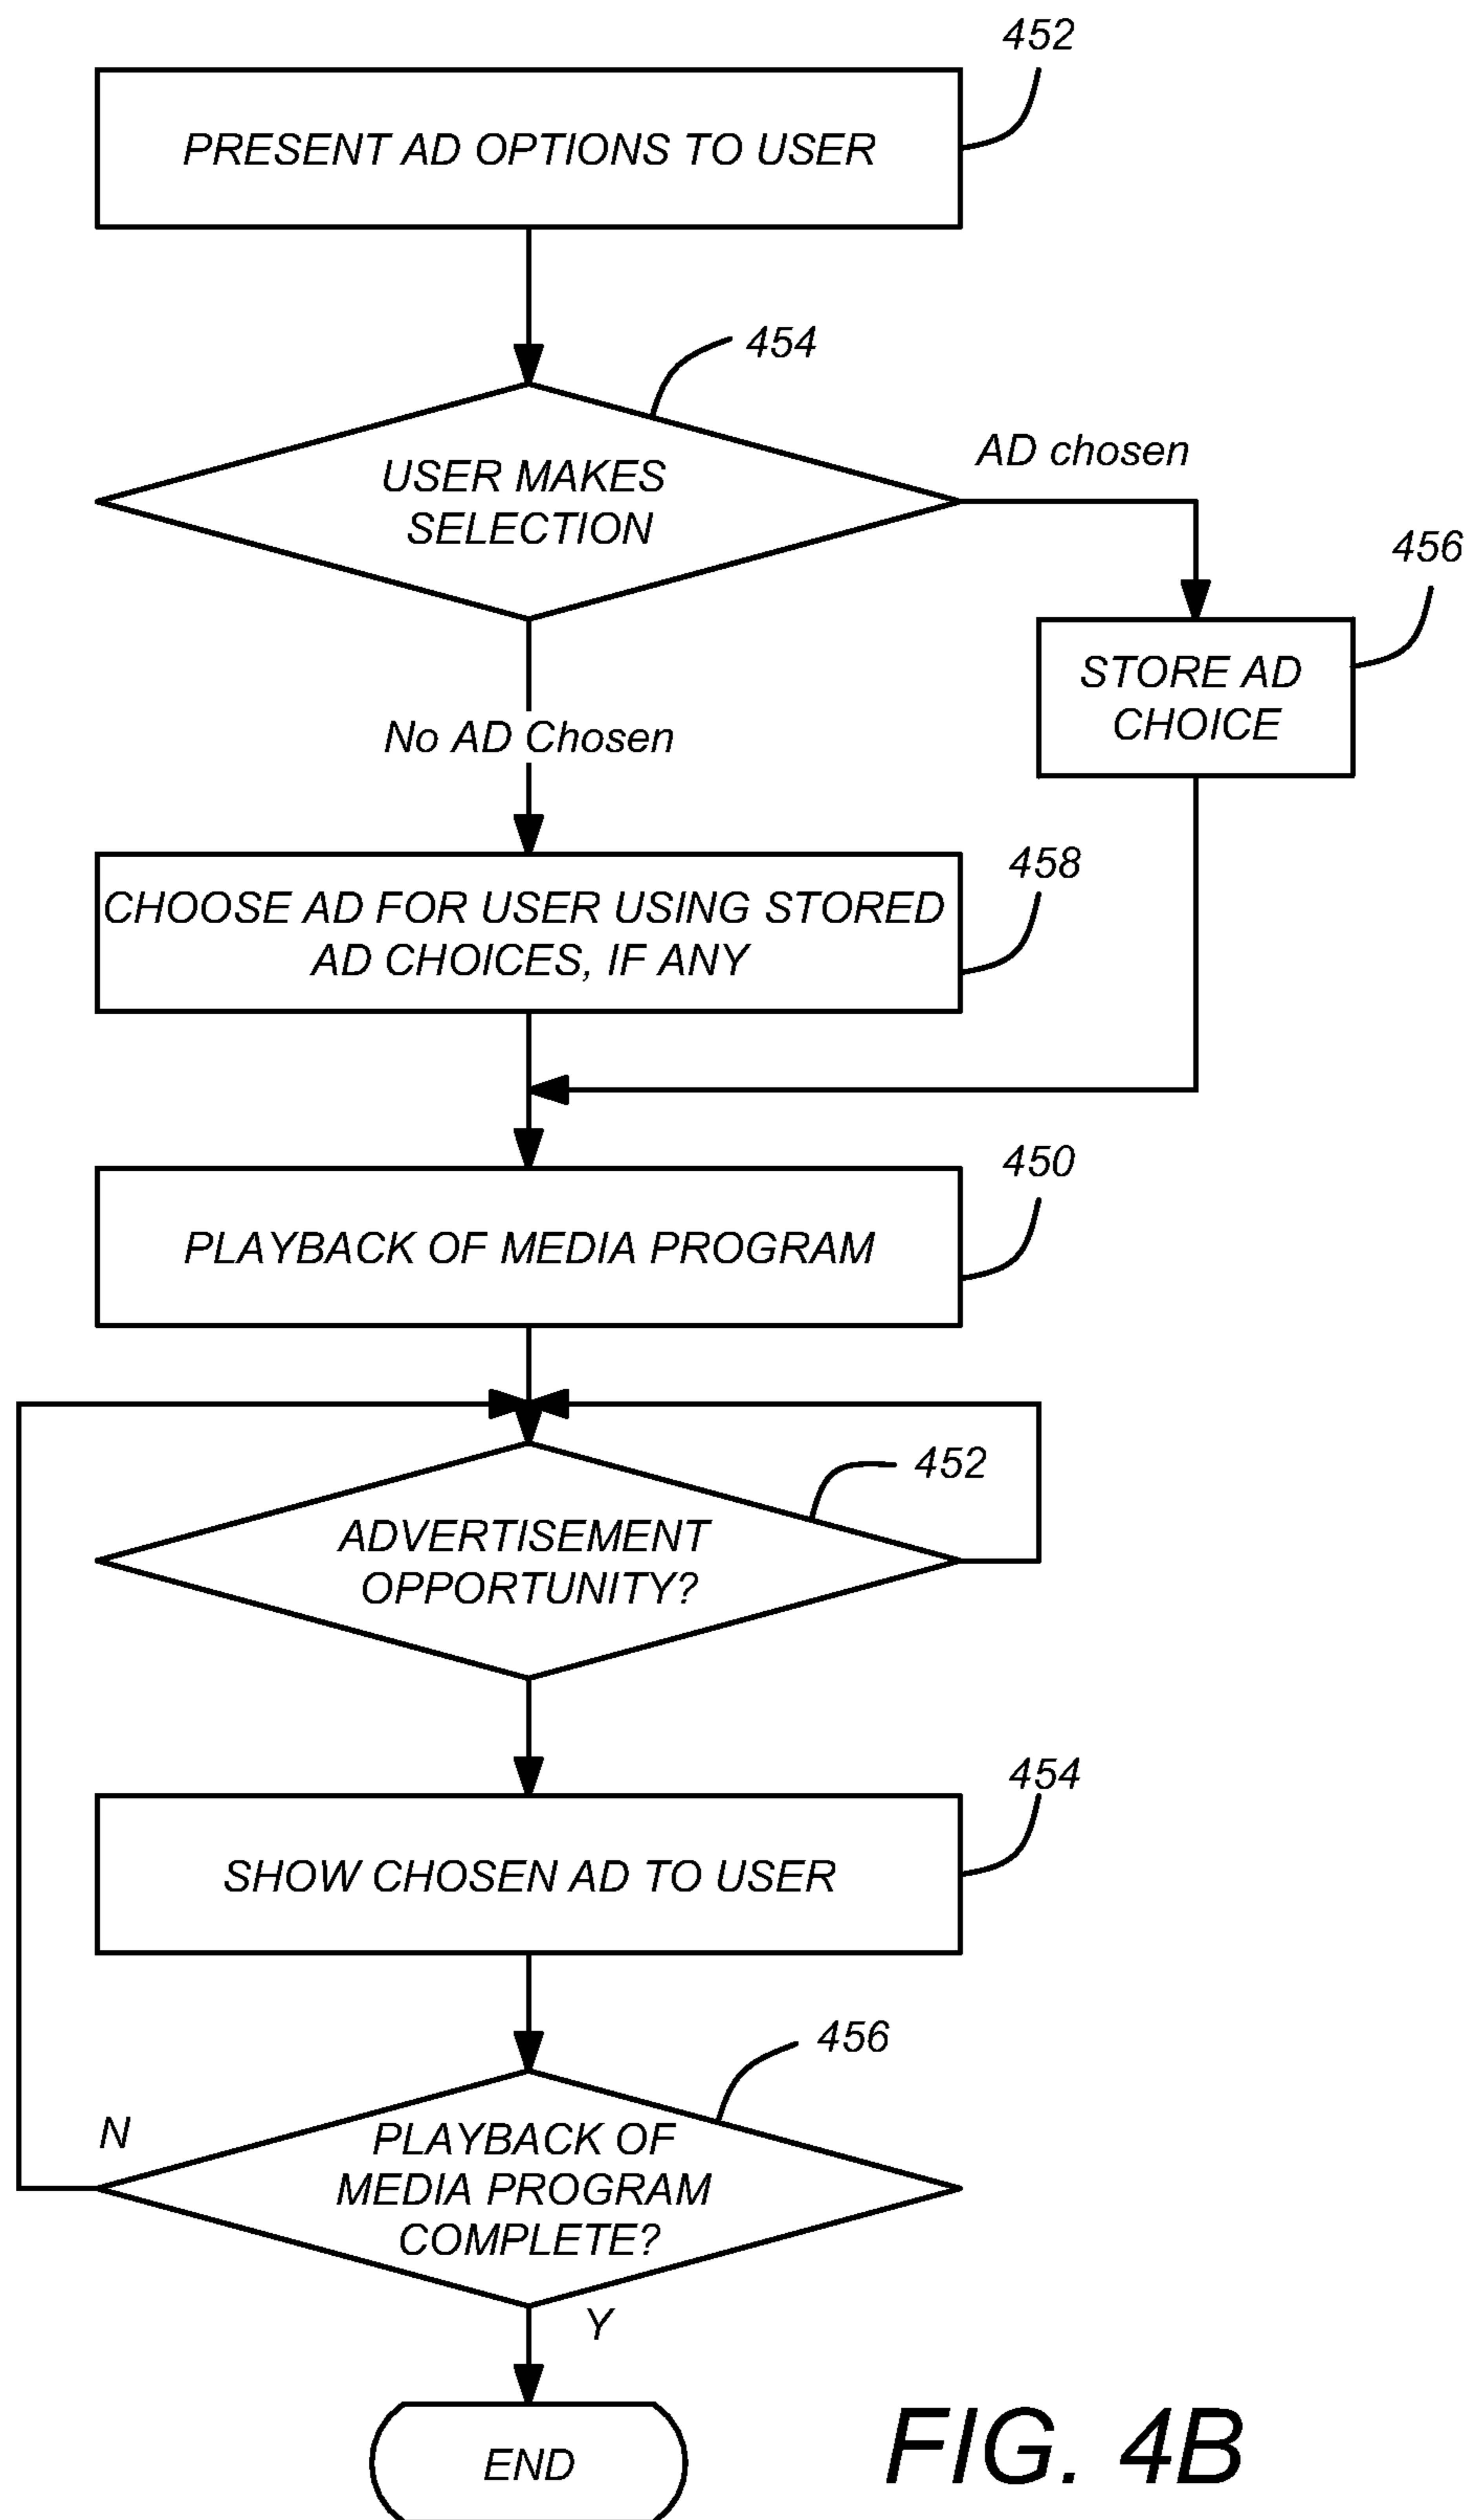 452
PRESENT AD OPTIONS TO USER
454
USER MAKES
SELECTION
AD chosen
456
STORE AD
CHOICE
No AD Chosen
458
CHOOSE AD FOR USER USING STORED
AD CHOICES, IF ANY
450
PLAYBACK OF MEDIA PROGRAM
452
ADVERTISEMENT
OPPORTUNITY?
454
SHOW CHOSEN AD TO USER
456
N
PLAYBACK OF
MEDIA PROGRAM
COMPLETE?
Y
END
FIG. 4B